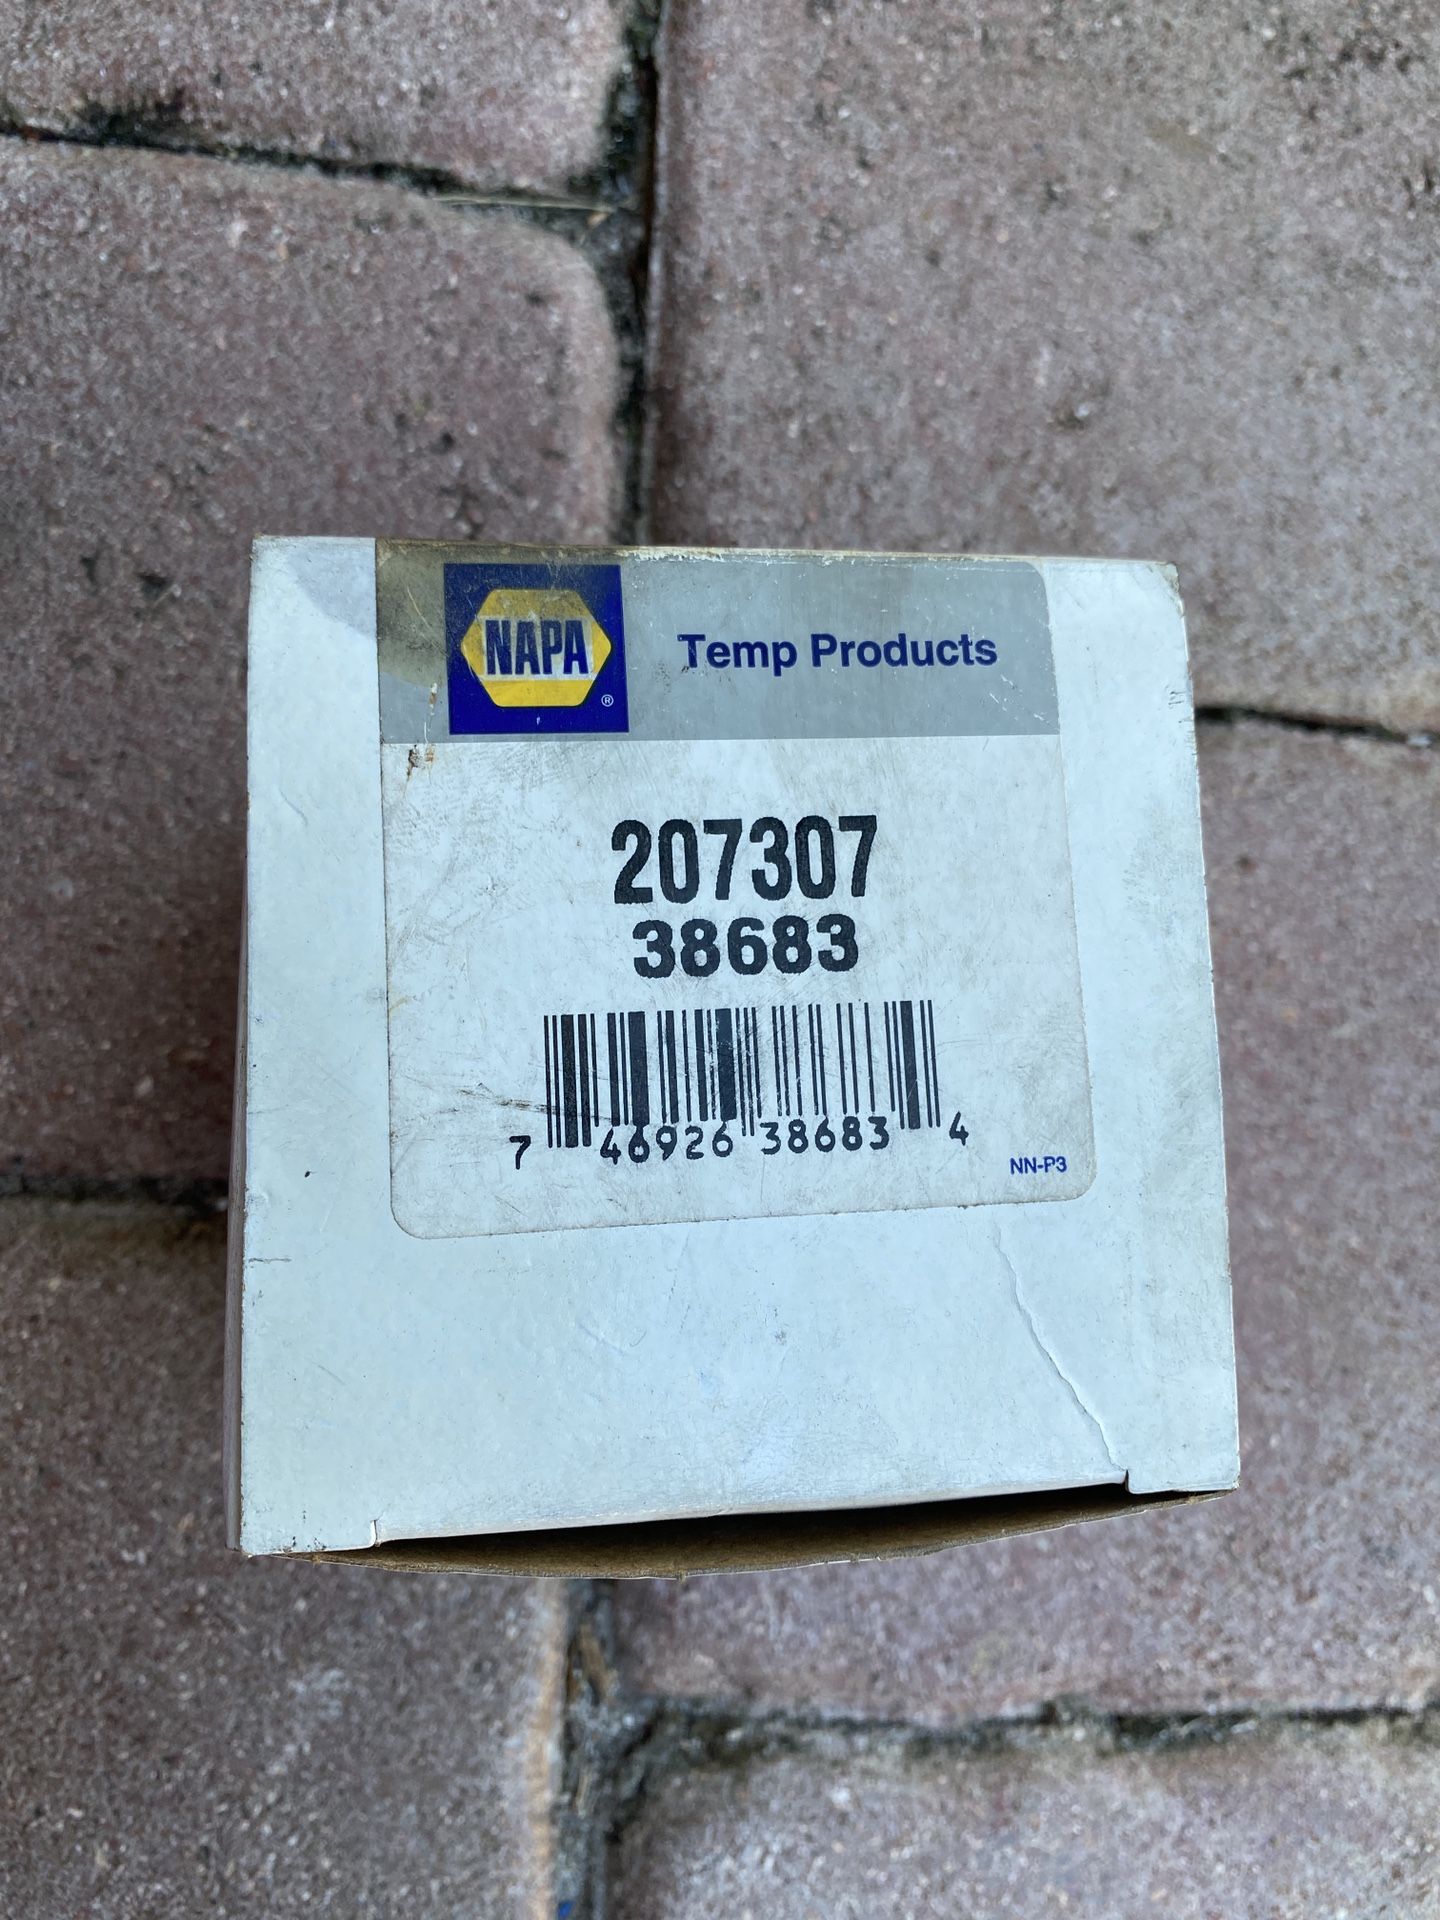 NAPA ®
Temp Products
207307
38683
7 46926 38683 4
NN-P3